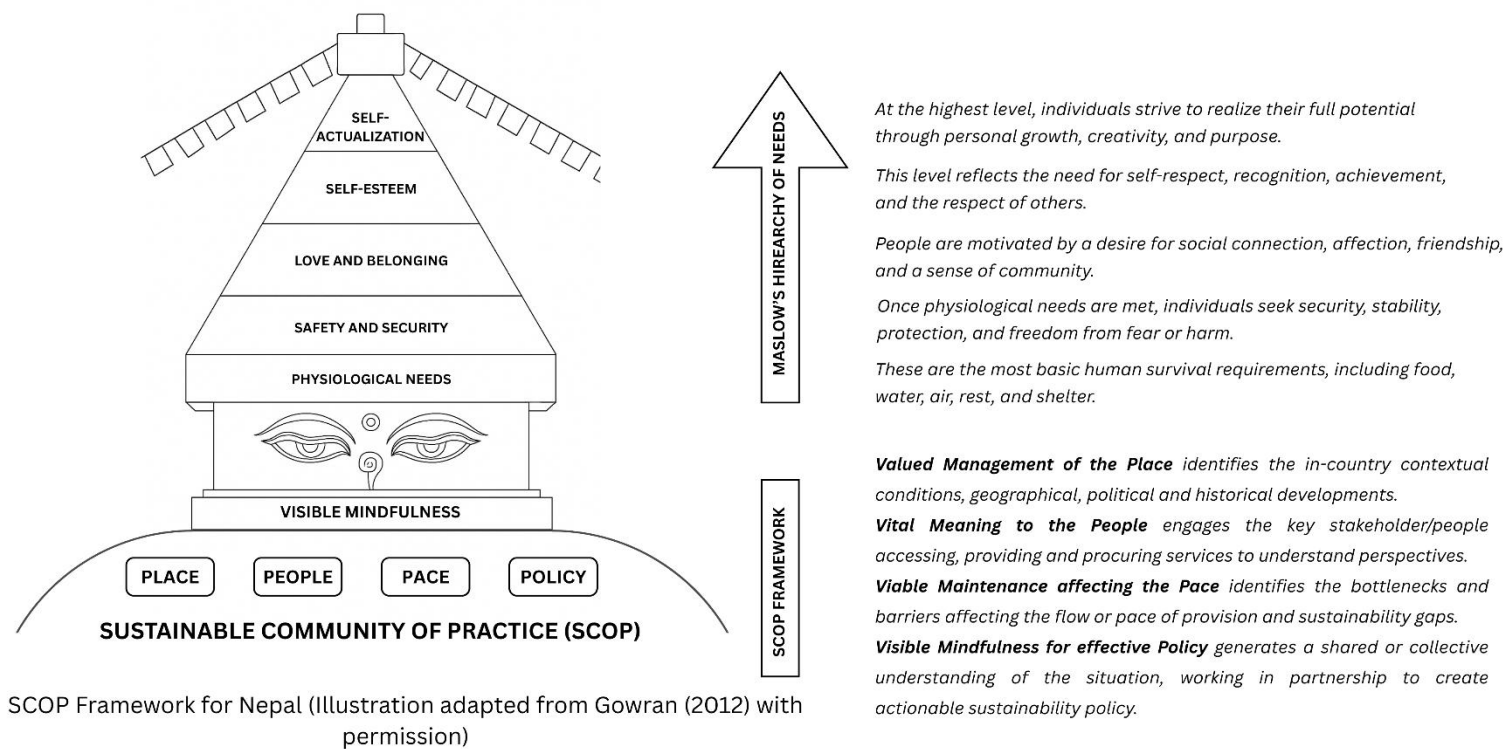 SELF-
ACTUALIZATION
SELF-ESTEEM
LOVE AND BELONGING
SAFETY AND SECURITY
PHYSIOLOGICAL NEEDS
VISIBLE MINDFULNESS
PLACE
PEOPLE
PACE
POLICY
SUSTAINABLE COMMUNITY OF PRACTICE (SCOP)
SCOP Framework for Nepal (Illustration adapted from Gowran (2012) with
permission)
MASLOW'S HIREARCHY OF NEEDS
SCOP FRAMEWORK
At the highest level, individuals strive to realize their full potential
through personal growth, creativity, and purpose.
This level reflects the need for self-respect, recognition, achievement,
and the respect of others.
People are motivated by a desire for social connection, affection, friendship,
and a sense of community.
Once physiological needs are met, individuals seek security, stability,
protection, and freedom from fear or harm.
These are the most basic human survival requirements, including food,
water, air, rest, and shelter.
Valued Management of the Place identifies the in-country contextual
conditions, geographical, political and historical developments.
Vital Meaning to the People engages the key stakeholder/people
accessing, providing and procuring services to understand perspectives.
Viable Maintenance affecting the Pace identifies the bottlenecks and
barriers affecting the flow or pace of provision and sustainability gaps.
Visible Mindfulness for effective Policy generates a shared or collective
understanding of the situation, working in partnership to create
actionable sustainability policy.